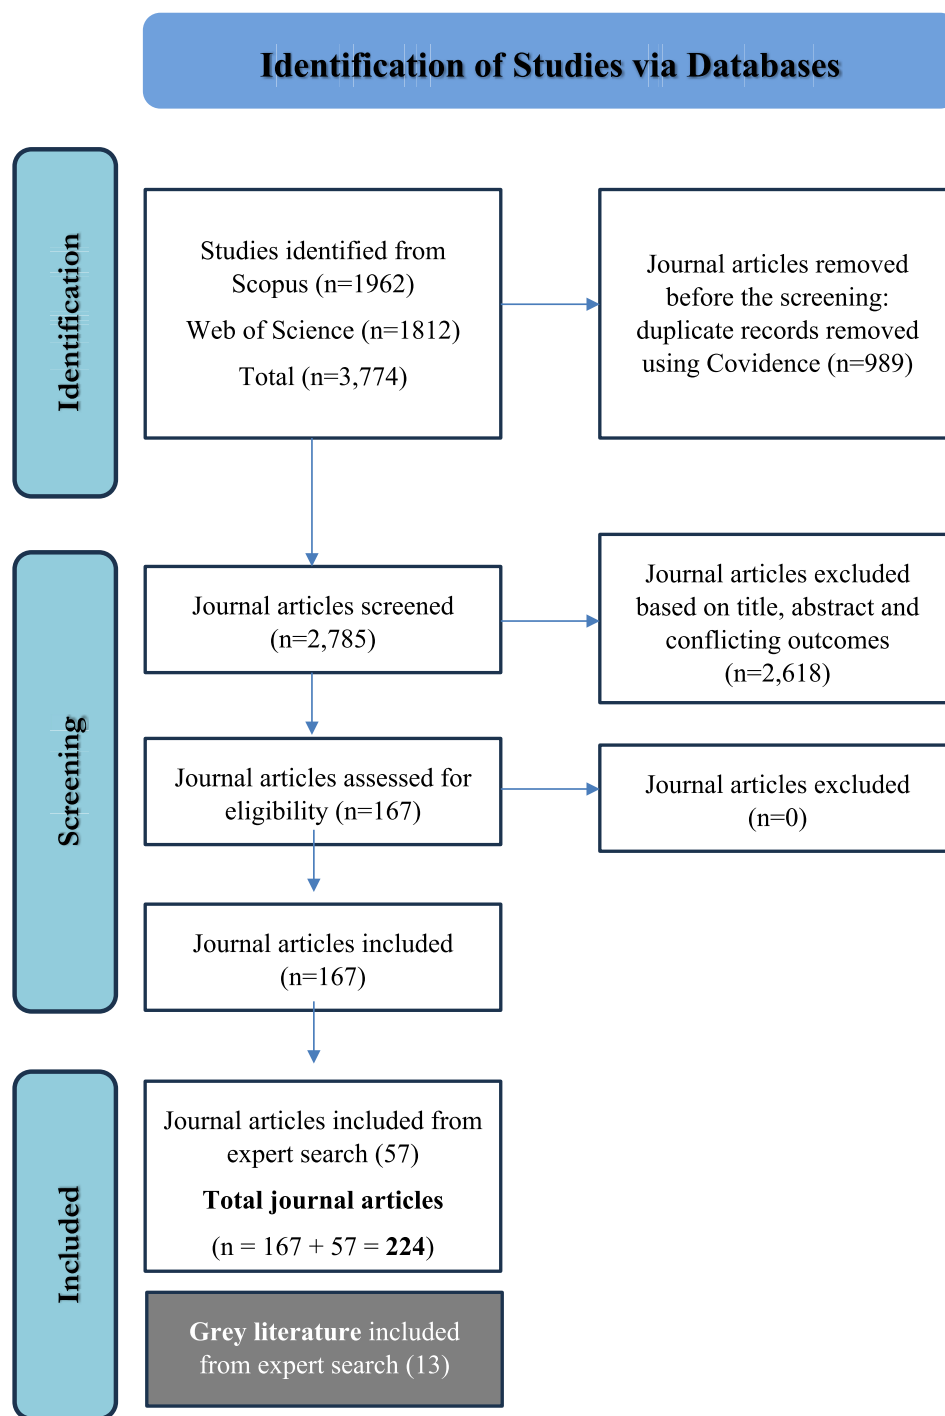 Identification of Studies via Databases
Identification
Studies identified from
Scopus (n=1962)
Web of Science (n=1812)
Total (n=3,774)
Journal articles removed
before the screening:
duplicate records removed
using Covidence (n=989)
Screening
Journal articles screened
(n=2,785)
Journal articles excluded
based on title, abstract and
conflicting outcomes
(n=2,618)
Journal articles assessed for
eligibility (n=167)
Journal articles excluded
(n=0)
Journal articles included
(n=167)
Included
Journal articles included from
expert search (57)
Total journal articles
(n = 167 + 57 = 224)
Grey literature included
from expert search (13)